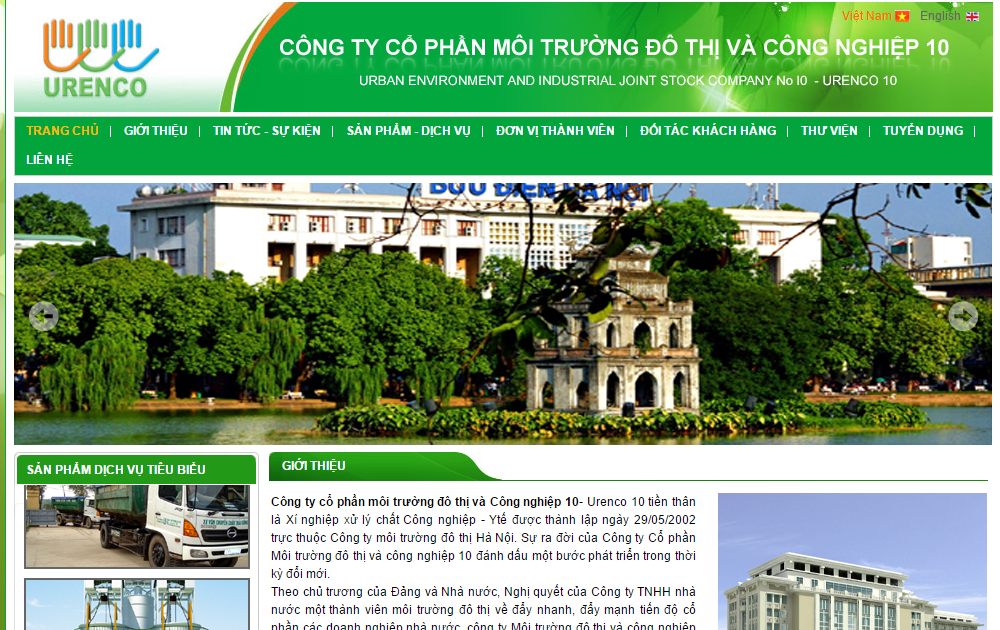 Việt Nam English
URENCO
CÔNG TY CỔ PHẦN MÔI TRƯỜNG ĐÔ THỊ VÀ CÔNG NGHIỆP 10
URBAN ENVIRONMENT AND INDUSTRIAL JOINT STOCK COMPANY No I0 - URENCO 10
TRANG CHỦ | GIỚI THIỆU | TIN TỨC - SỰ KIỆN | SẢN PHẨM - DỊCH VỤ | ĐƠN VỊ THÀNH VIÊN | ĐỐI TÁC KHÁCH HÀNG | THƯ VIỆN | TUYỂN DỤNG |
LIÊN HỆ
BƯU ĐIỆN HÀ NỘI
SẢN PHẨM DỊCH VỤ TIÊU BIỂU
GIỚI THIỆU
Công ty cổ phần môi trường đô thị và Công nghiệp 10- Urenco 10 tiền thân
là Xí nghiệp xử lý chất Công nghiệp - Ytế được thành lập ngày 29/05/2002
trực thuộc Công ty môi trường đô thị Hà Nội. Sự ra đời của Công ty Cổ phần
Môi trường đô thị và công nghiệp 10 đánh dấu một bước phát triển trong thời
kỳ đổi mới.
Theo chủ trương của Đảng và Nhà nước, Nghị quyết của Công ty TNHH nhà
nước một thành viên môi trường đô thị về đẩy nhanh, đẩy mạnh tiến độ cổ
phần các doanh nghiệp nhà nước, công ty Môi trường đô thị và công nghiệp